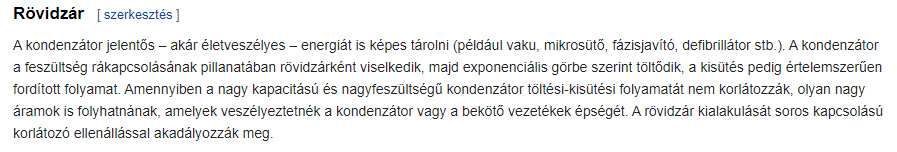 Rövidzár [ szerkesztés ]
A kondenzátor jelentős – akár életveszélyes – energiát is képes tárolni (például vaku, mikrosütő, fázisjavító, defibrillátor stb.). A kondenzátor
a feszültség rákapcsolásának pillanatában rövidzárként viselkedik, majd exponenciális görbe szerint töltődik, a kisütés pedig értelemszerűen
fordított folyamat. Amennyiben a nagy kapacitású és nagyfeszültségű kondenzátor töltési-kisütési folyamatát nem korlátozzák, olyan nagy
áramok is folyhatnának, amelyek veszélyeztetnék a kondenzátor vagy a bekötő vezetékek épségét. A rövidzár kialakulását soros kapcsolású
korlátozó ellenállással akadályozzák meg.